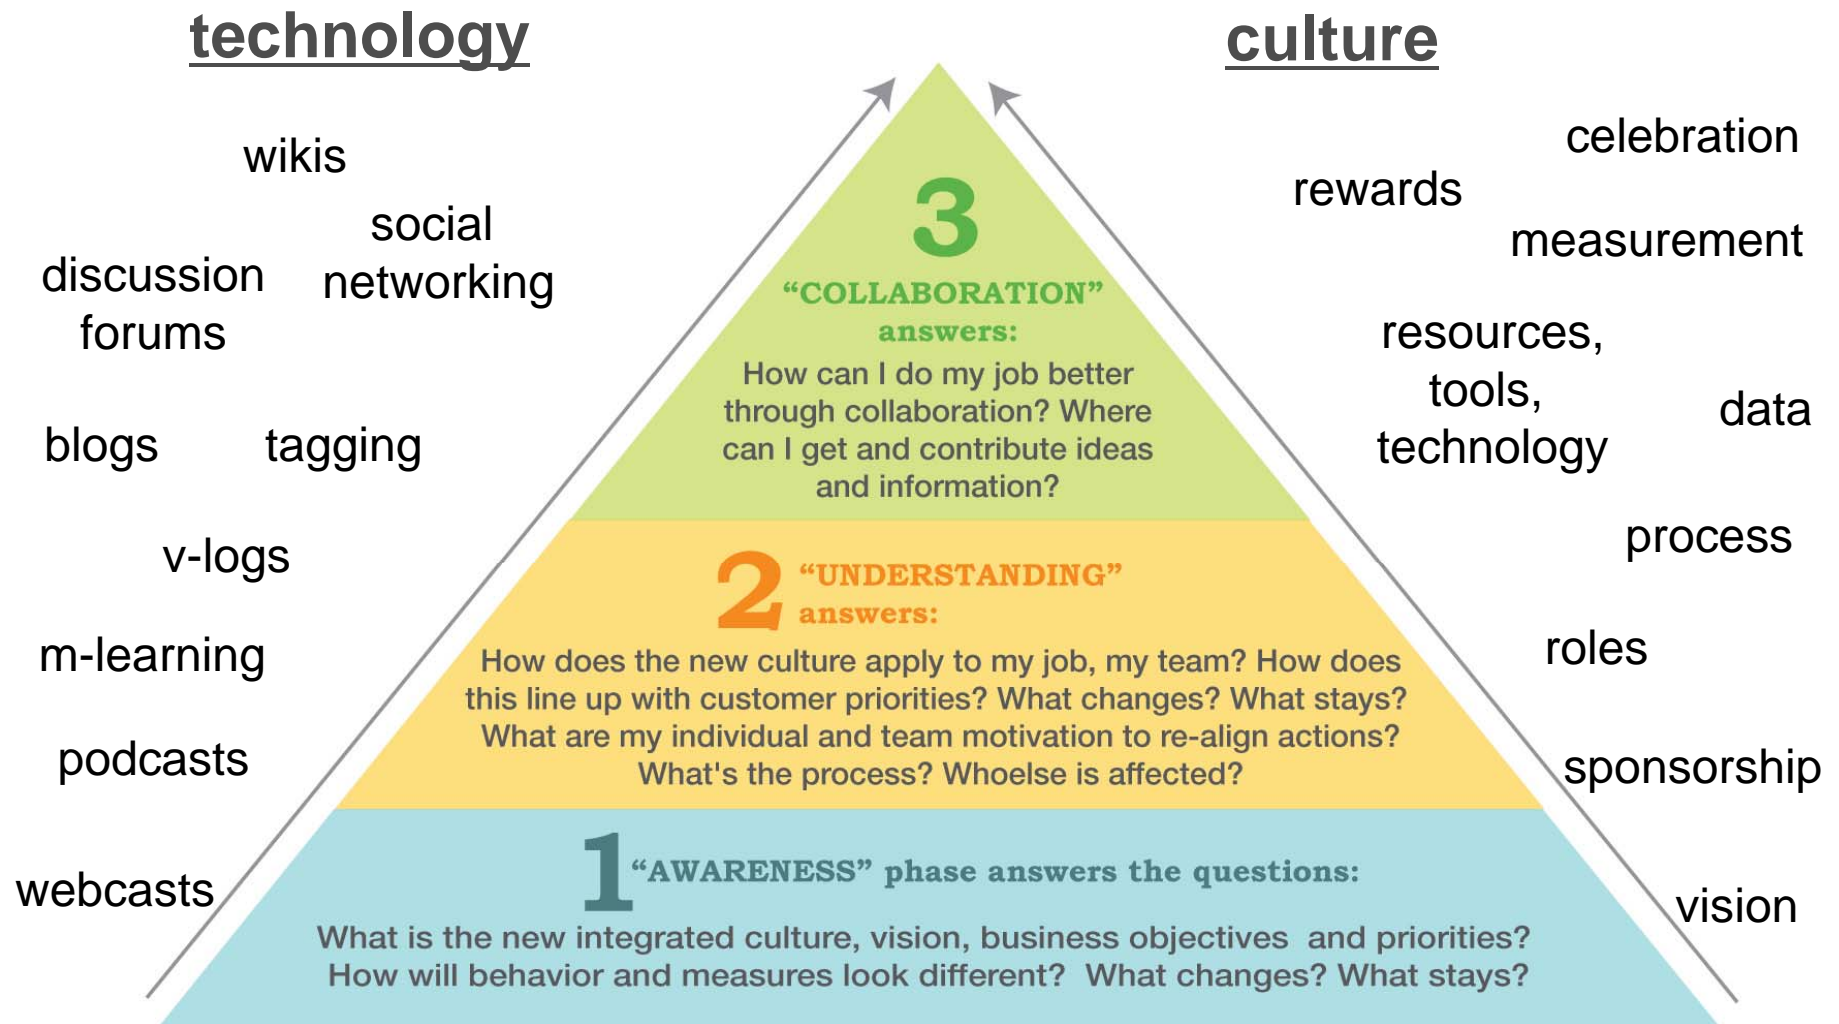 technology
wikis
social
networking
discussion
forums
blogs
tagging
v-logs
m-learning
podcasts
webcasts
culture
celebration
rewards
measurement
resources,
tools,
technology
data
process
roles
sponsorship
vision
3
“COLLABORATION”
answers:
How can I do my job better
through collaboration? Where
can I get and contribute ideas
and information?
2 “UNDERSTANDING”
answers:
How does the new culture apply to my job, my team? How does
this line up with customer priorities? What changes? What stays?
What are my individual and team motivation to re-align actions?
What's the process? Whoelse is affected?
1 “AWARENESS” phase answers the questions:
What is the new integrated culture, vision, business objectives and priorities?
How will behavior and measures look different? What changes? What stays?